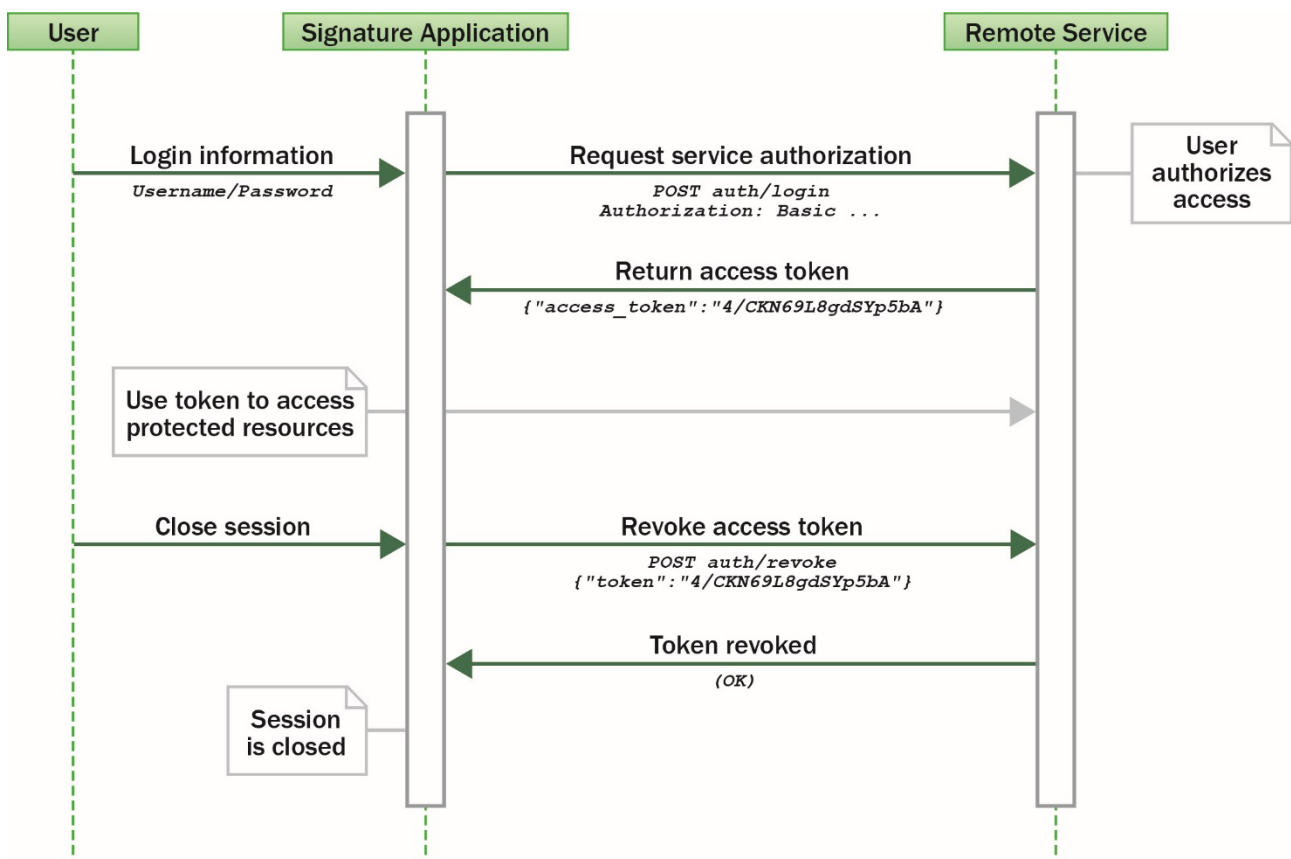 User
Signature Application
Remote Service
Login information
Username/Password
Request service authorization
POST auth/login
Authorization: Basic ...
User
authorizes
access
Return access token
{"access_token":"4/CKN69L8gdSYp5bA"}
Use token to access
protected resources
Close session
Revoke access token
POST auth/revoke
{"token":"4/CKN69L8gdSYp5bA"}
Token revoked
(OK)
Session
is closed